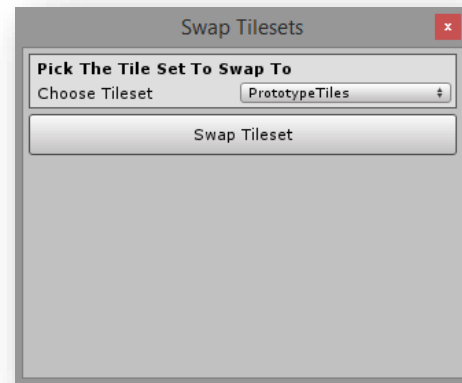 Swap Tilesets
x
Pick The Tile Set To Swap To
Choose Tileset PrototypeTiles
Swap Tileset